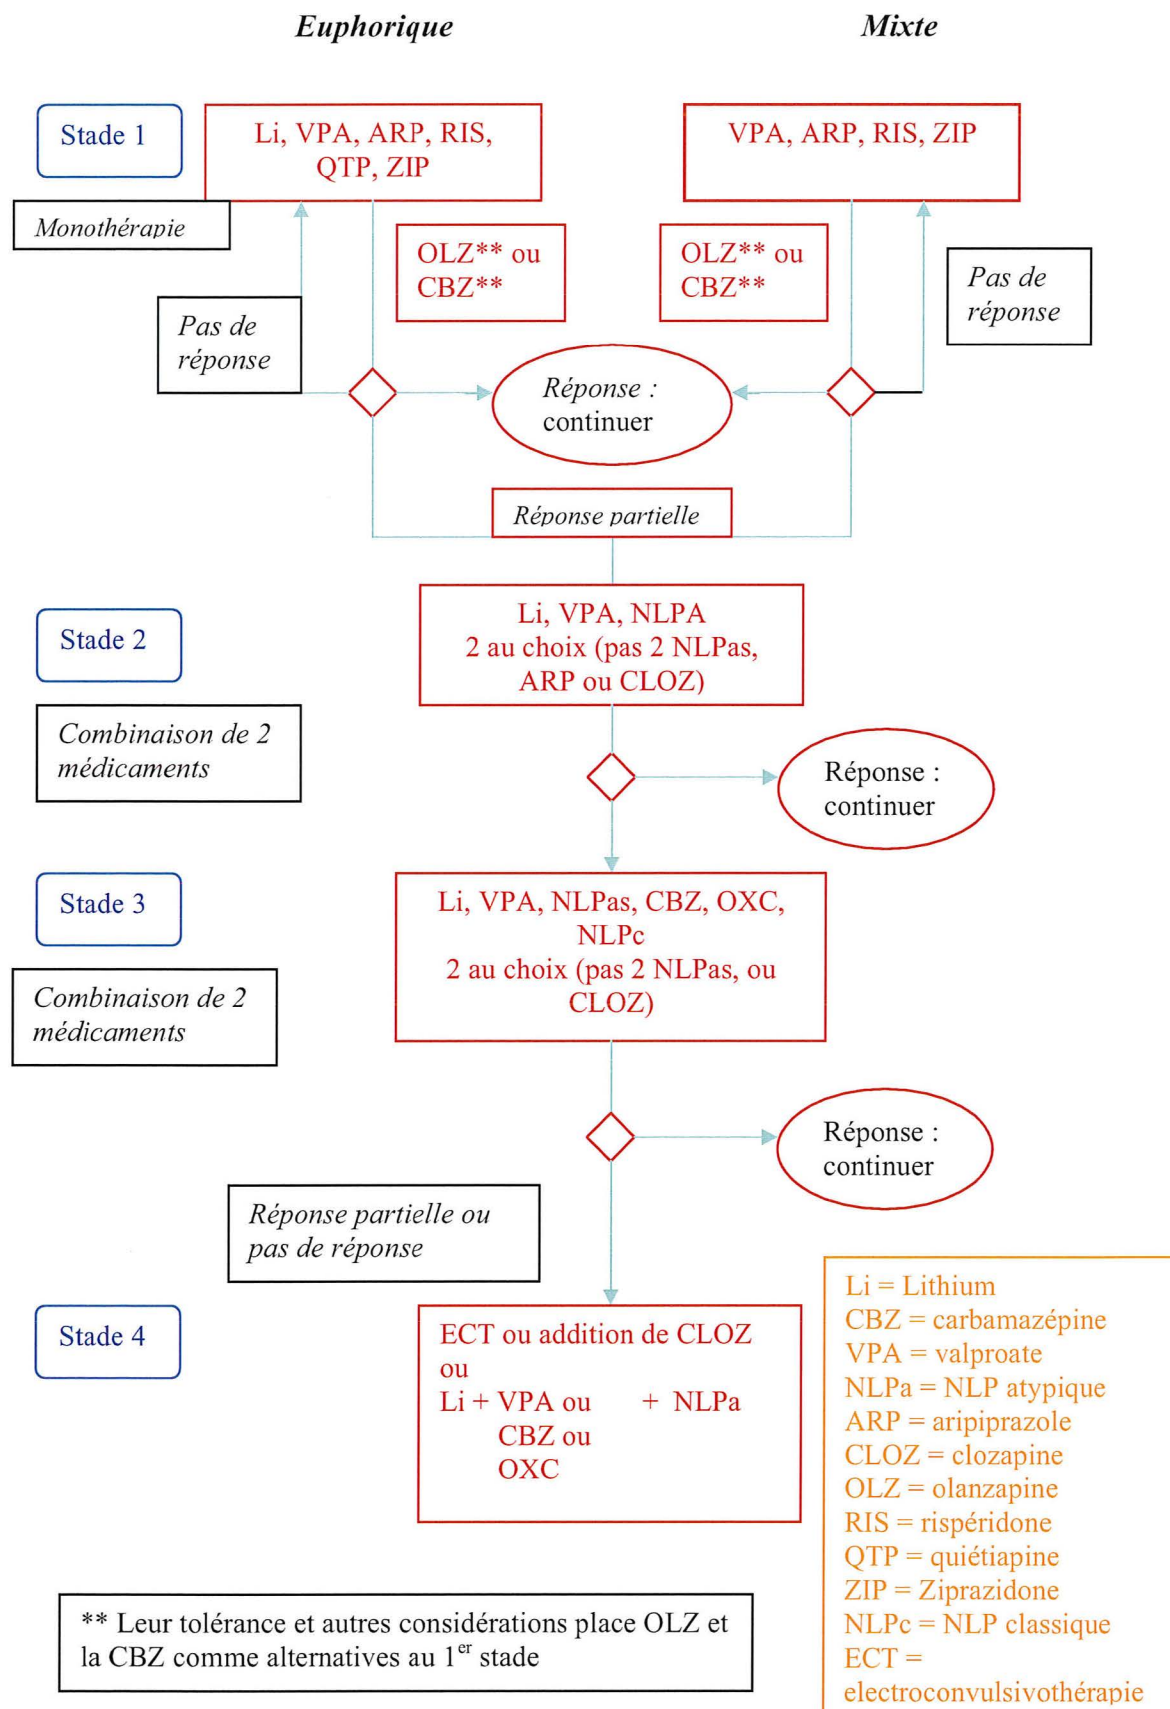 Euphorique
Mixte
Stade 1
Li, VPA, ARP, RIS,
QTP, ZIP
VPA, ARP, RIS, ZIP
Monothérapie
OLZ** ou
CBZ**
OLZ** ou
CBZ**
Pas de
réponse
Pas de
réponse
Réponse :
continuer
Réponse partielle
Stade 2
Li, VPA, NLPA
2 au choix (pas 2 NLPas,
ARP ou CLOZ)
Combinaison de 2
médicaments
Réponse :
continuer
Stade 3
Li, VPA, NLPas, CBZ, OXC,
NLPc
2 au choix (pas 2 NLPas, ou
CLOZ)
Combinaison de 2
médicaments
Réponse :
continuer
Réponse partielle ou
pas de réponse
Stade 4
ECT ou addition de CLOZ
ou
Li + VPA ou + NLPa
CBZ ou
OXC
Li = Lithium
CBZ = carbamazépine
VPA = valproate
NLPa = NLP atypique
ARP = aripiprazole
CLOZ = clozapine
OLZ = olanzapine
RIS = rispéridone
QTP = quiétiapine
ZIP = Ziprazidone
NLPc = NLP classique
ECT =
electroconvulsivothérapie
** Leur tolérance et autres considérations place OLZ et
la CBZ comme alternatives au 1er stade